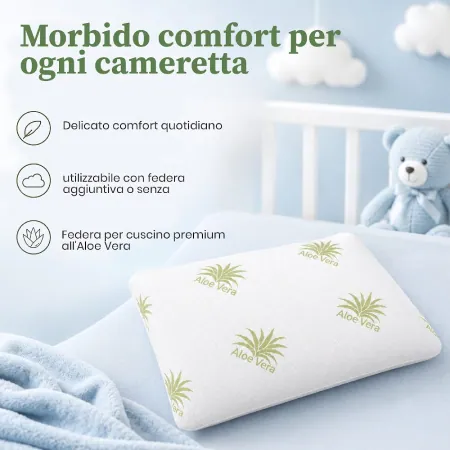 Morbido comfort per
ogni cameretta
Delicato comfort quotidiano
utilizzabile con federa
aggiuntiva o senza
Federa per cuscino premium
all'Aloe Vera
Aloe Vera
Aloe Vera
Aloe Vera
Aloe Vera